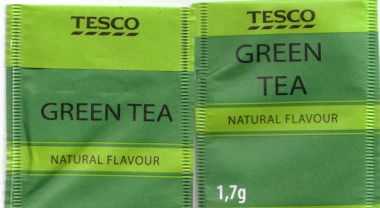 TESCO
GREEN TEA
NATURAL FLAVOUR
TESCO
GREEN
TEA
NATURAL FLAVOUR
1,7g